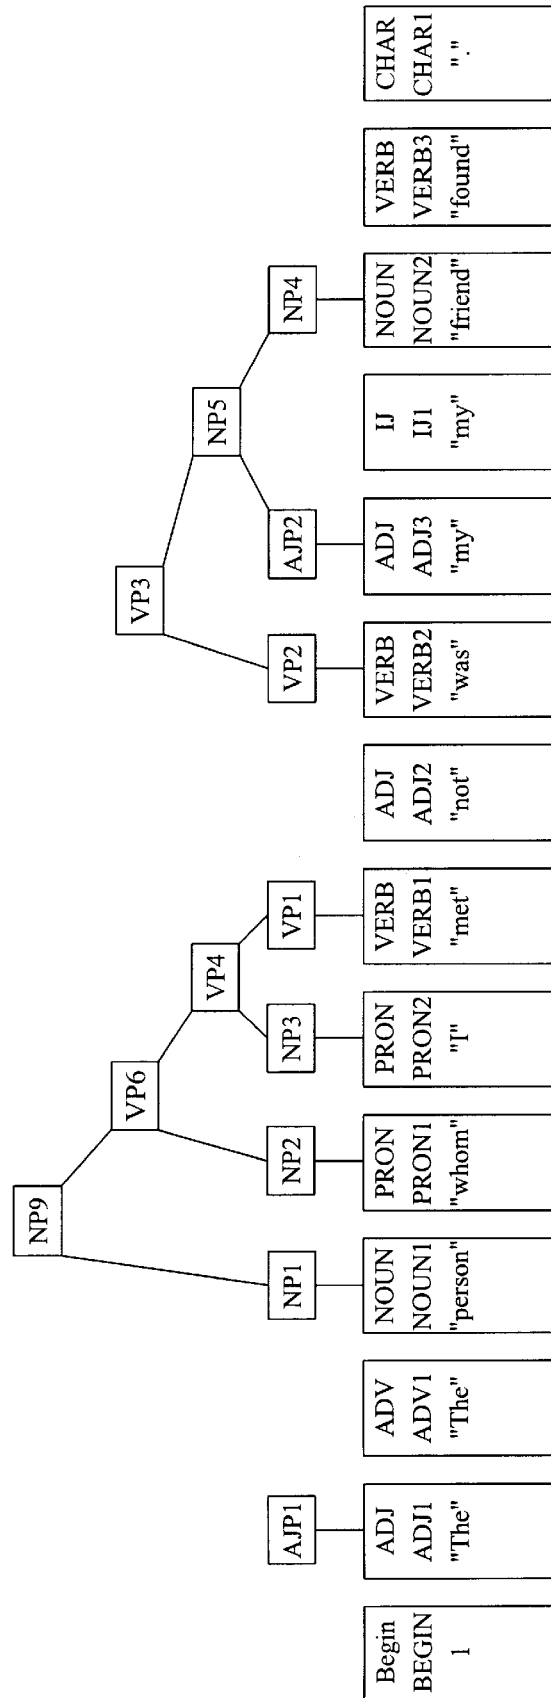 NP9
VP6
VP3
VP4
NP5
AJP1
NP1
NP2
NP3
VP1
VP2
AJP2
NP4
Begin
BEGIN
1
ADJ
ADJ1
"The"
ADV
ADV1
"The"
NOUN
NOUN1
"person"
PRON
PRON1
"whom"
PRON
PRON2
"I"
VERB
VERB1
"met"
ADJ
ADJ2
"not"
VERB
VERB2
"was"
ADJ
ADJ3
"my"
IJ
IJ1
"my"
NOUN
NOUN2
"friend"
VERB
VERB3
"found"
CHAR
CHAR1
"."